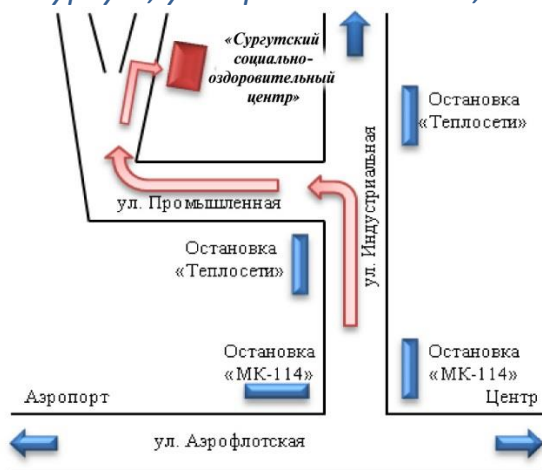 «Сургутский
социально-
оздоровительный
центр»
Остановка
«Теплосети»
ул. Индустриальная
ул. Промышленная
Остановка
«Теплосети»
Остановка
«МК-114»
Остановка
«МК-114»
Аэропорт
Центр
ул. Аэрофлотская